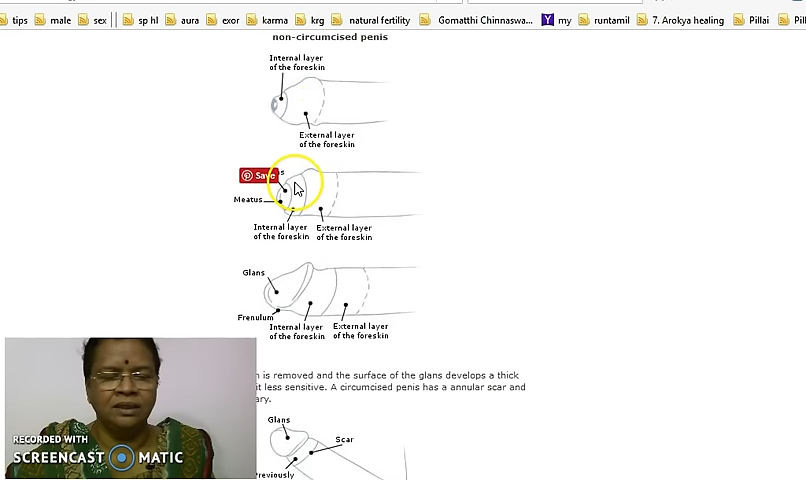 tips male sex sp hl aura exor karma krg natural fertility Gomatthi Chinnaswa... my runtamil 7. Arokya healing Pillai Pil
non-circumcised penis
Internal layer
of the foreskin
External layer
of the foreskin
Save s
Meatus
Internal layer
of the foreskin
External layer
of the foreskin
Glans
Frenulum
Internal layer
of the foreskin
External layer
of the foreskin
n is removed and the surface of the glans develops a thick
it less sensitive. A circumcised penis has a annular scar and
ary.
Glans
Scar
Previously
RECORDED WITH
SCREENCAST MATIC